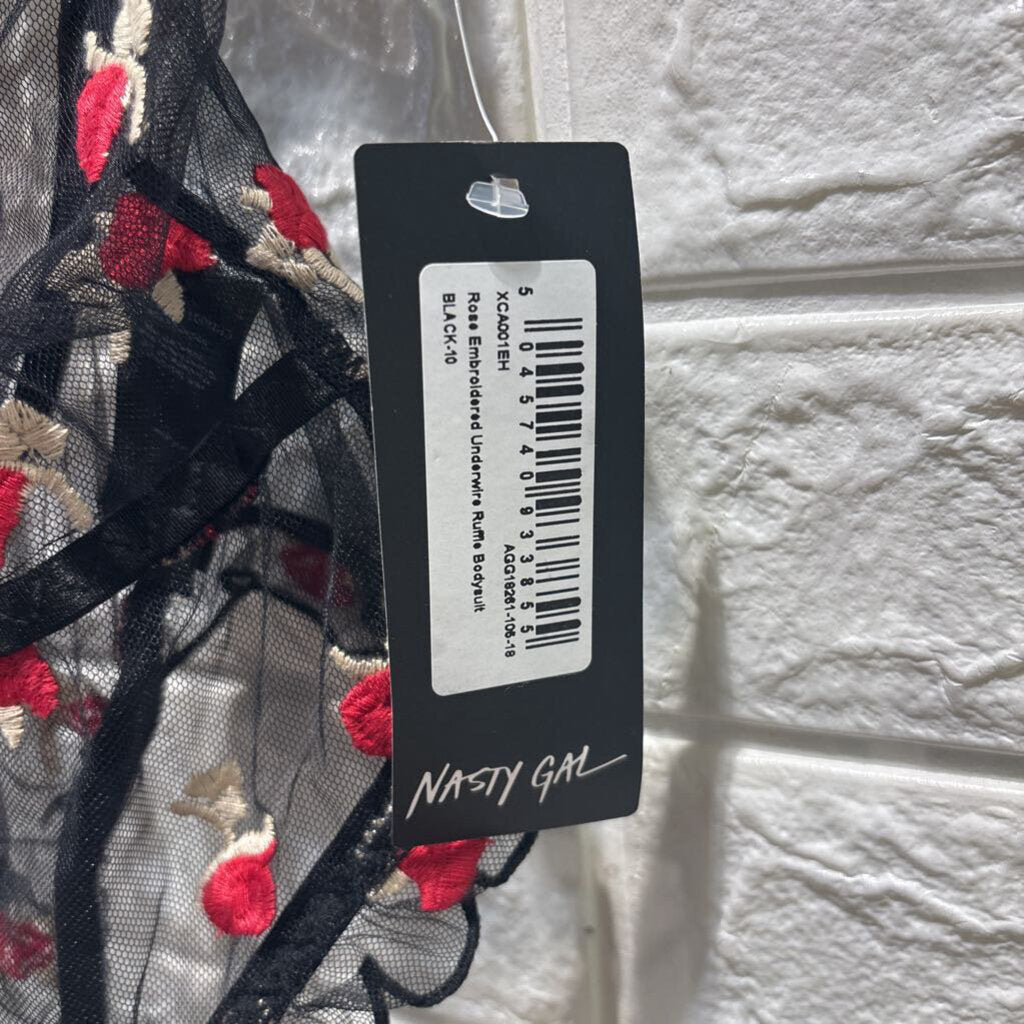 5 045740 933855
XCA001EH AGG18261-106-18
Rose Embroidered Underwire Ruffle Bodysuit
BLACK-10
NASTY GAL